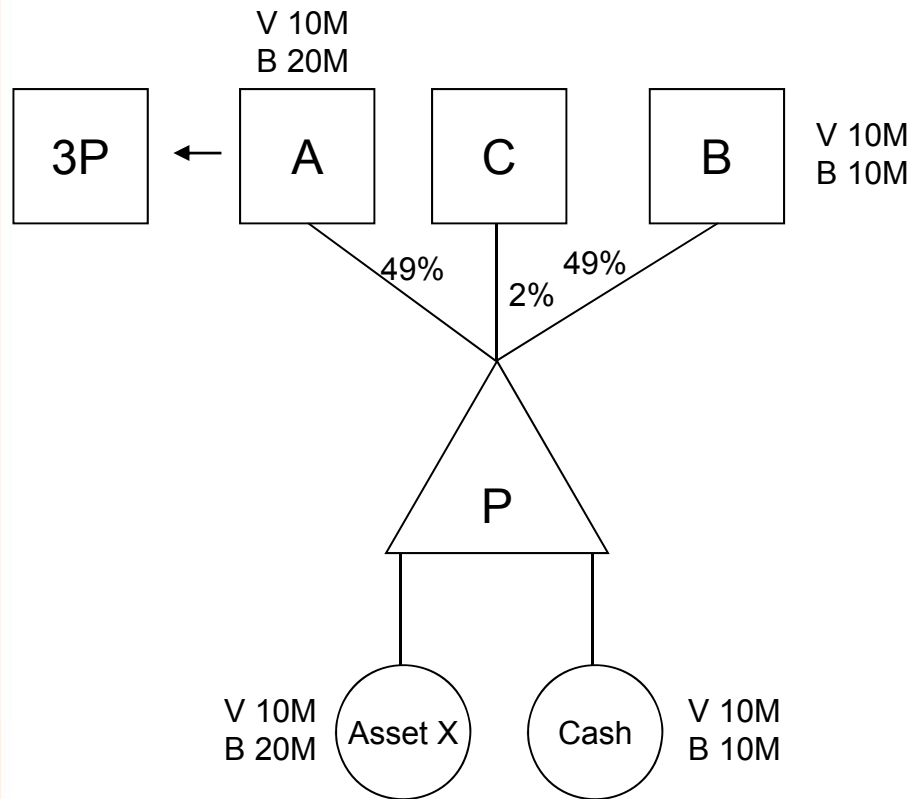 V 10M
B 20M
3P
A
C
B
V 10M
B 10M
49%
2%
49%
P
V 10M
B 20M
Asset X
Cash
V 10M
B 10M